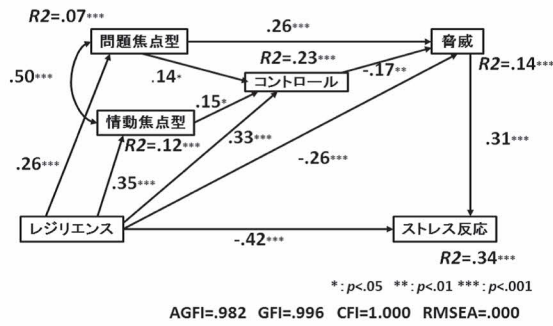 R2=.07***
問題焦点型
.26***
脅威
R2=.23***
.50***
.14*
コントロール
-.17**
R2=.14***
.15*
情動焦点型
R2=.12***
.33***
-.26***
.31***
.26***
.35***
レジリエンス
-.42***
ストレス反応
R2=.34***
*:p<.05 **:p<.01 ***:p<.001
AGFI=.982 GFI=.996 CFI=1.000 RMSEA=.000